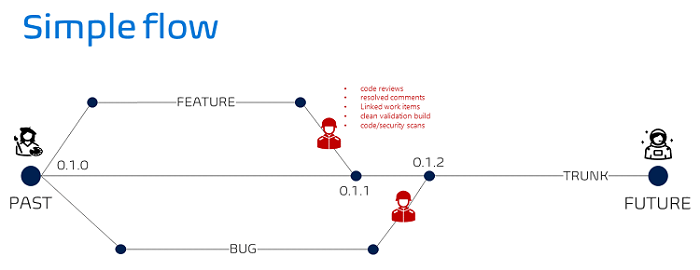 Simple flow
code reviews
resolved comments
Linked work items
clean validation build
code/security scans
FEATURE
0.1.0
0.1.2
PAST
0.1.1
TRUNK
FUTURE
BUG